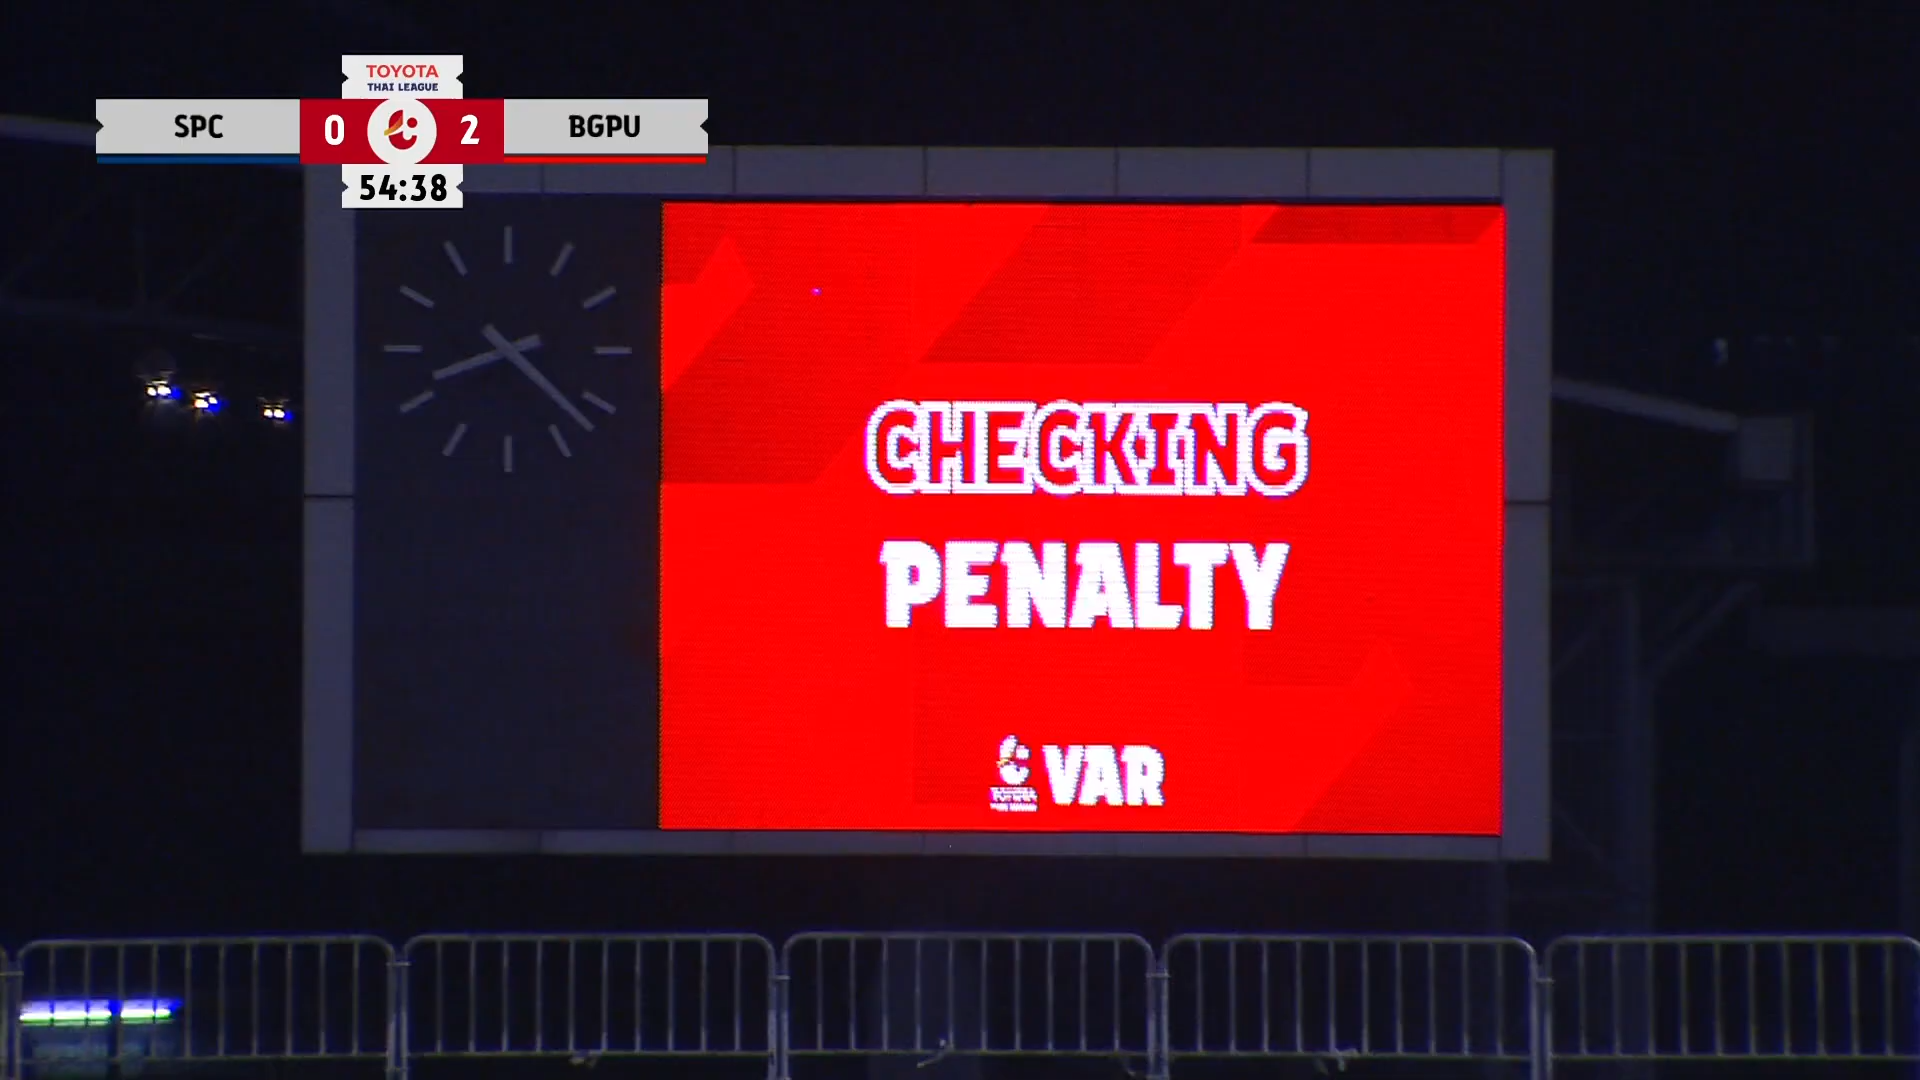 TOYOTA
THAI LEAGUE
SPC 0 2 BGPU
54:38
CHECKING
PENALTY
VAR